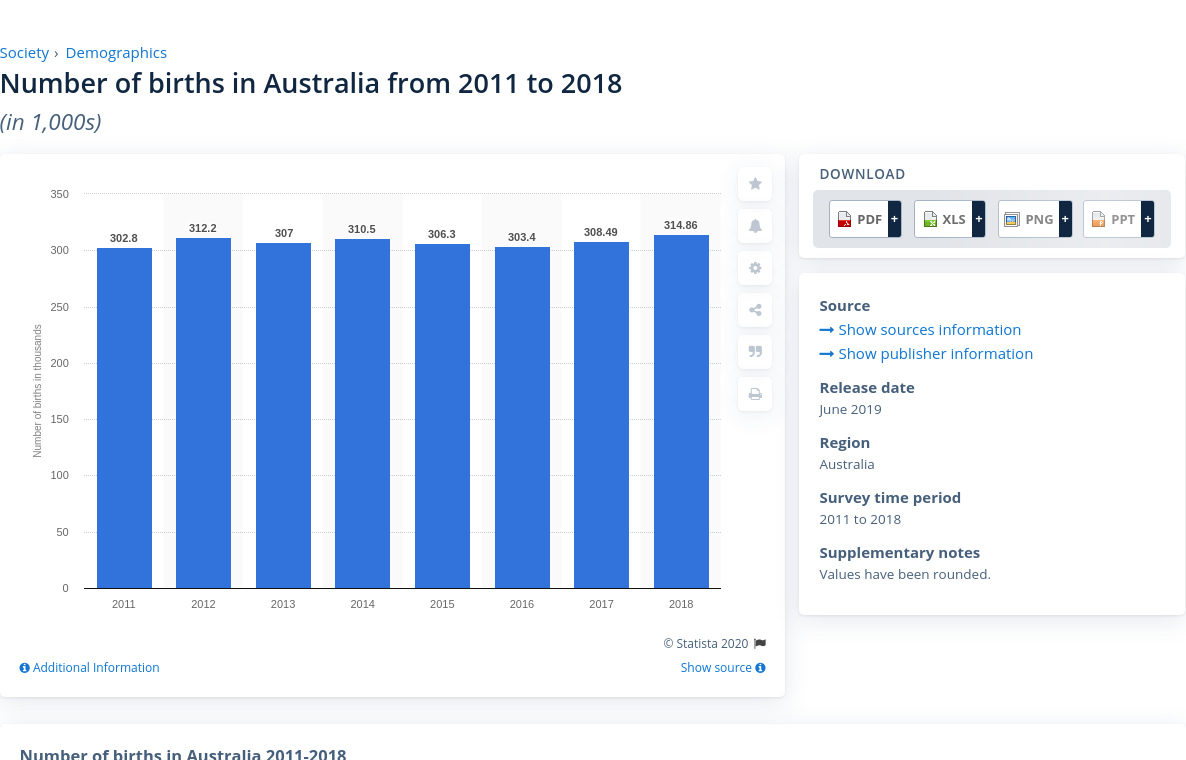 Society › Demographics
Number of births in Australia from 2011 to 2018
(in 1,000s)
350
300
250
200
150
100
50
0
Number of births in thousands
302.8
312.2
307
310.5
306.3
303.4
308.49
314.86
2011
2012
2013
2014
2015
2016
2017
2018
© Statista 2020
Additional Information
Show source
DOWNLOAD
PDF +
XLS +
PNG +
PPT +
Source
Show sources information
Show publisher information
Release date
June 2019
Region
Australia
Survey time period
2011 to 2018
Supplementary notes
Values have been rounded.
Number of births in Australia 2011-2018